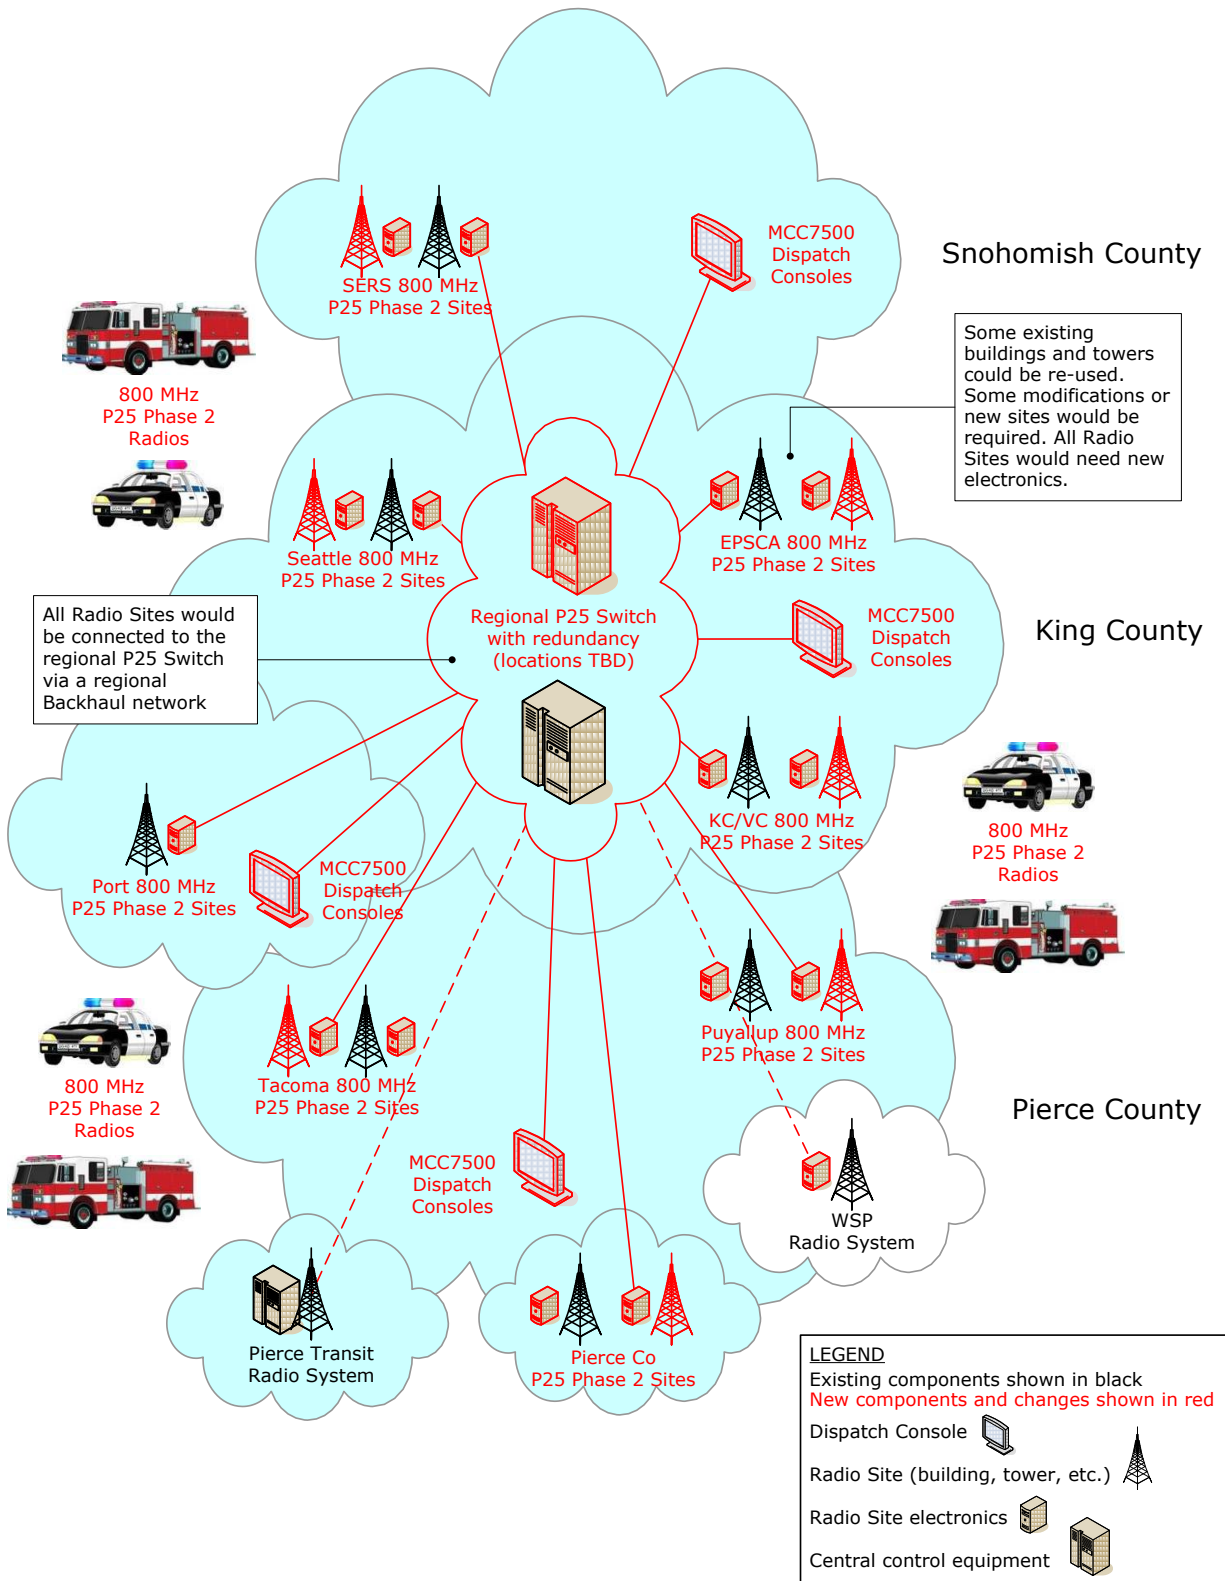 MCC7500
Dispatch
Consoles
Snohomish County
SERS 800 MHz
P25 Phase 2 Sites
Some existing
buildings and towers
could be re-used.
Some modifications or
new sites would be
required. All Radio
Sites would need new
electronics.
800 MHz
P25 Phase 2
Radios
Seattle 800 MHz
P25 Phase 2 Sites
EPSCA 800 MHz
P25 Phase 2 Sites
All Radio Sites would
be connected to the
regional P25 Switch
via a regional
Backhaul network
Regional P25 Switch
with redundancy
(locations TBD)
MCC7500
Dispatch
Consoles
King County
KC/VC 800 MHz
P25 Phase 2 Sites
800 MHz
P25 Phase 2
Radios
Port 800 MHz
P25 Phase 2 Sites
MCC7500
Dispatch
Consoles
Puyallup 800 MHz
P25 Phase 2 Sites
Tacoma 800 MHz
P25 Phase 2 Sites
800 MHz
P25 Phase 2
Radios
Pierce County
MCC7500
Dispatch
Consoles
WSP
Radio System
Pierce Transit
Radio System
Pierce Co
P25 Phase 2 Sites
LEGEND
Existing components shown in black
New components and changes shown in red
Dispatch Console
Radio Site (building, tower, etc.)
Radio Site electronics
Central control equipment